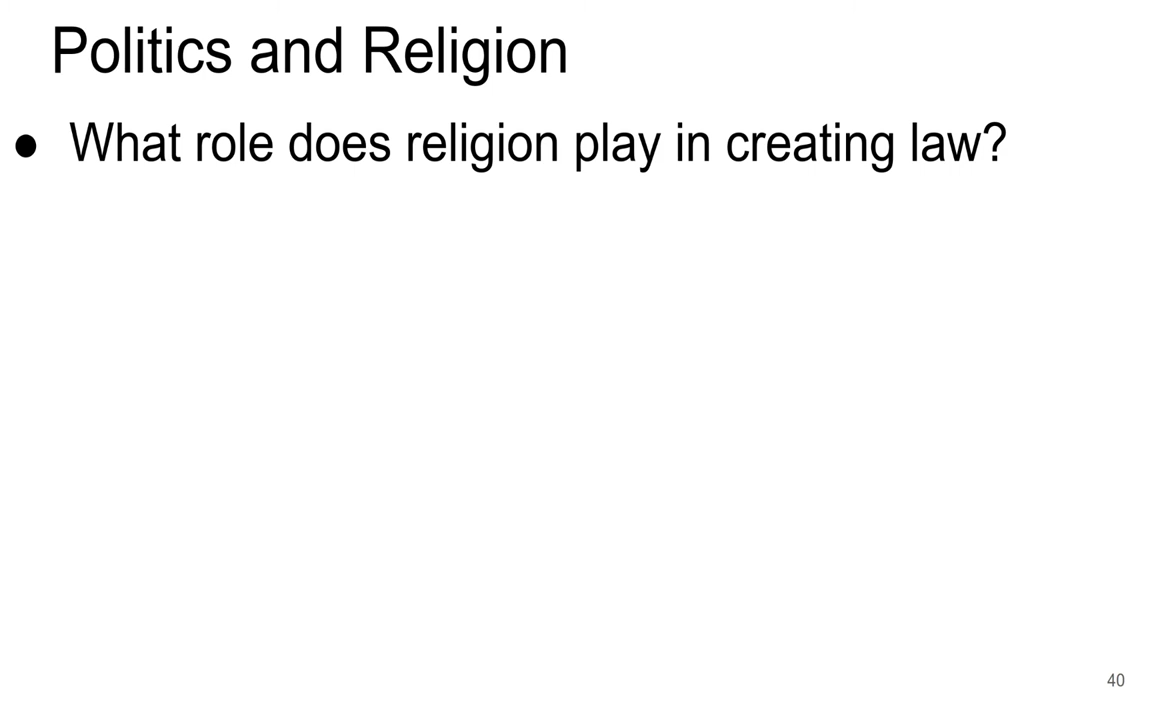 Politics and Religion
● What role does religion play in creating law?
40